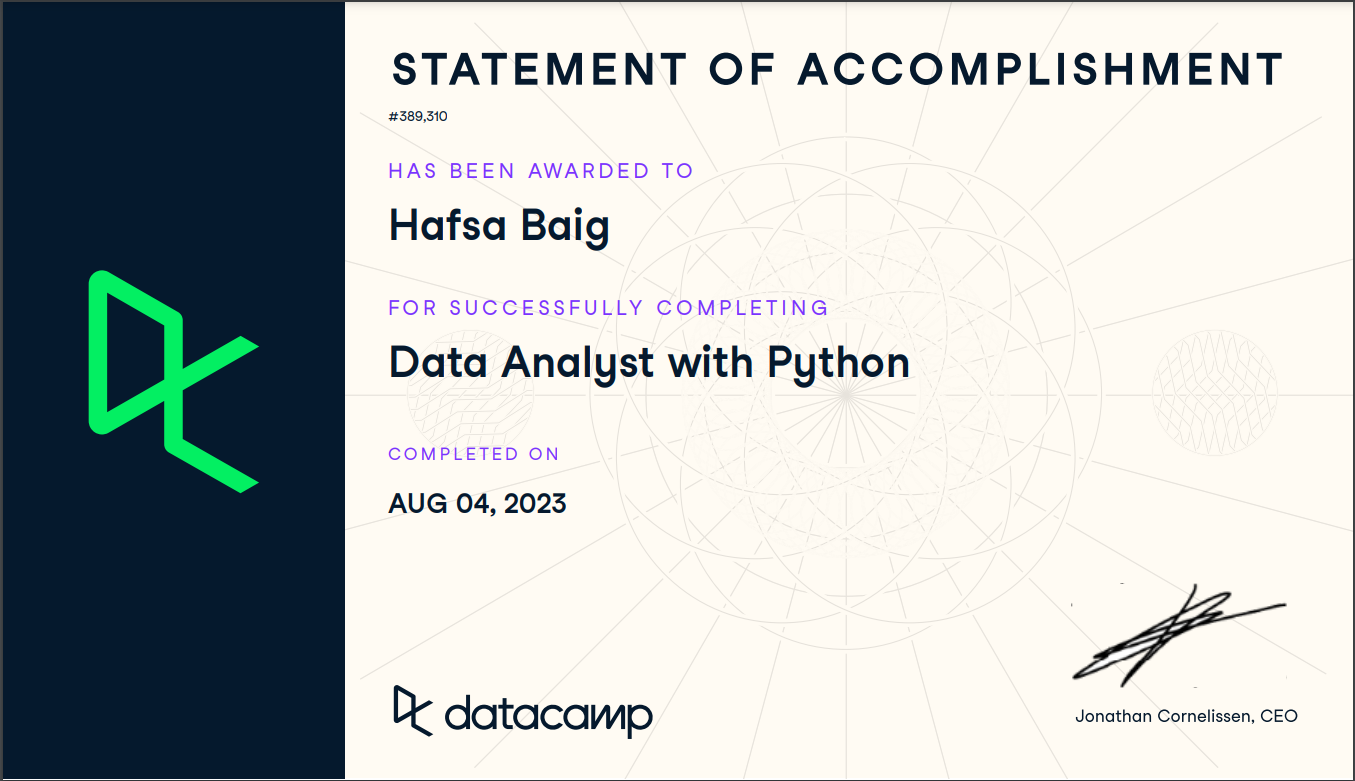 STATEMENT OF ACCOMPLISHMENT
#389,310
HAS BEEN AWARDED TO
Hafsa Baig
FOR SUCCESSFULLY COMPLETING
Data Analyst with Python
COMPLETED ON
AUG 04, 2023
datacamp
Jonathan Cornelissen, CEO